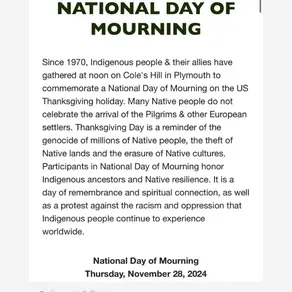 NATIONAL DAY OF
MOURNING
Since 1970, Indigenous people & their allies have
gathered at noon on Cole's Hill in Plymouth to
commemorate a National Day of Mourning on the US
Thanksgiving holiday. Many Native people do not
celebrate the arrival of the Pilgrims & other European
settlers. Thanksgiving Day is a reminder of the
genocide of millions of Native people, the theft of
Native lands and the erasure of Native cultures.
Participants in National Day of Mourning honor
Indigenous ancestors and Native resilience. It is a
day of remembrance and spiritual connection, as well
as a protest against the racism and oppression that
Indigenous people continue to experience
worldwide.
National Day of Mourning
Thursday, November 28, 2024